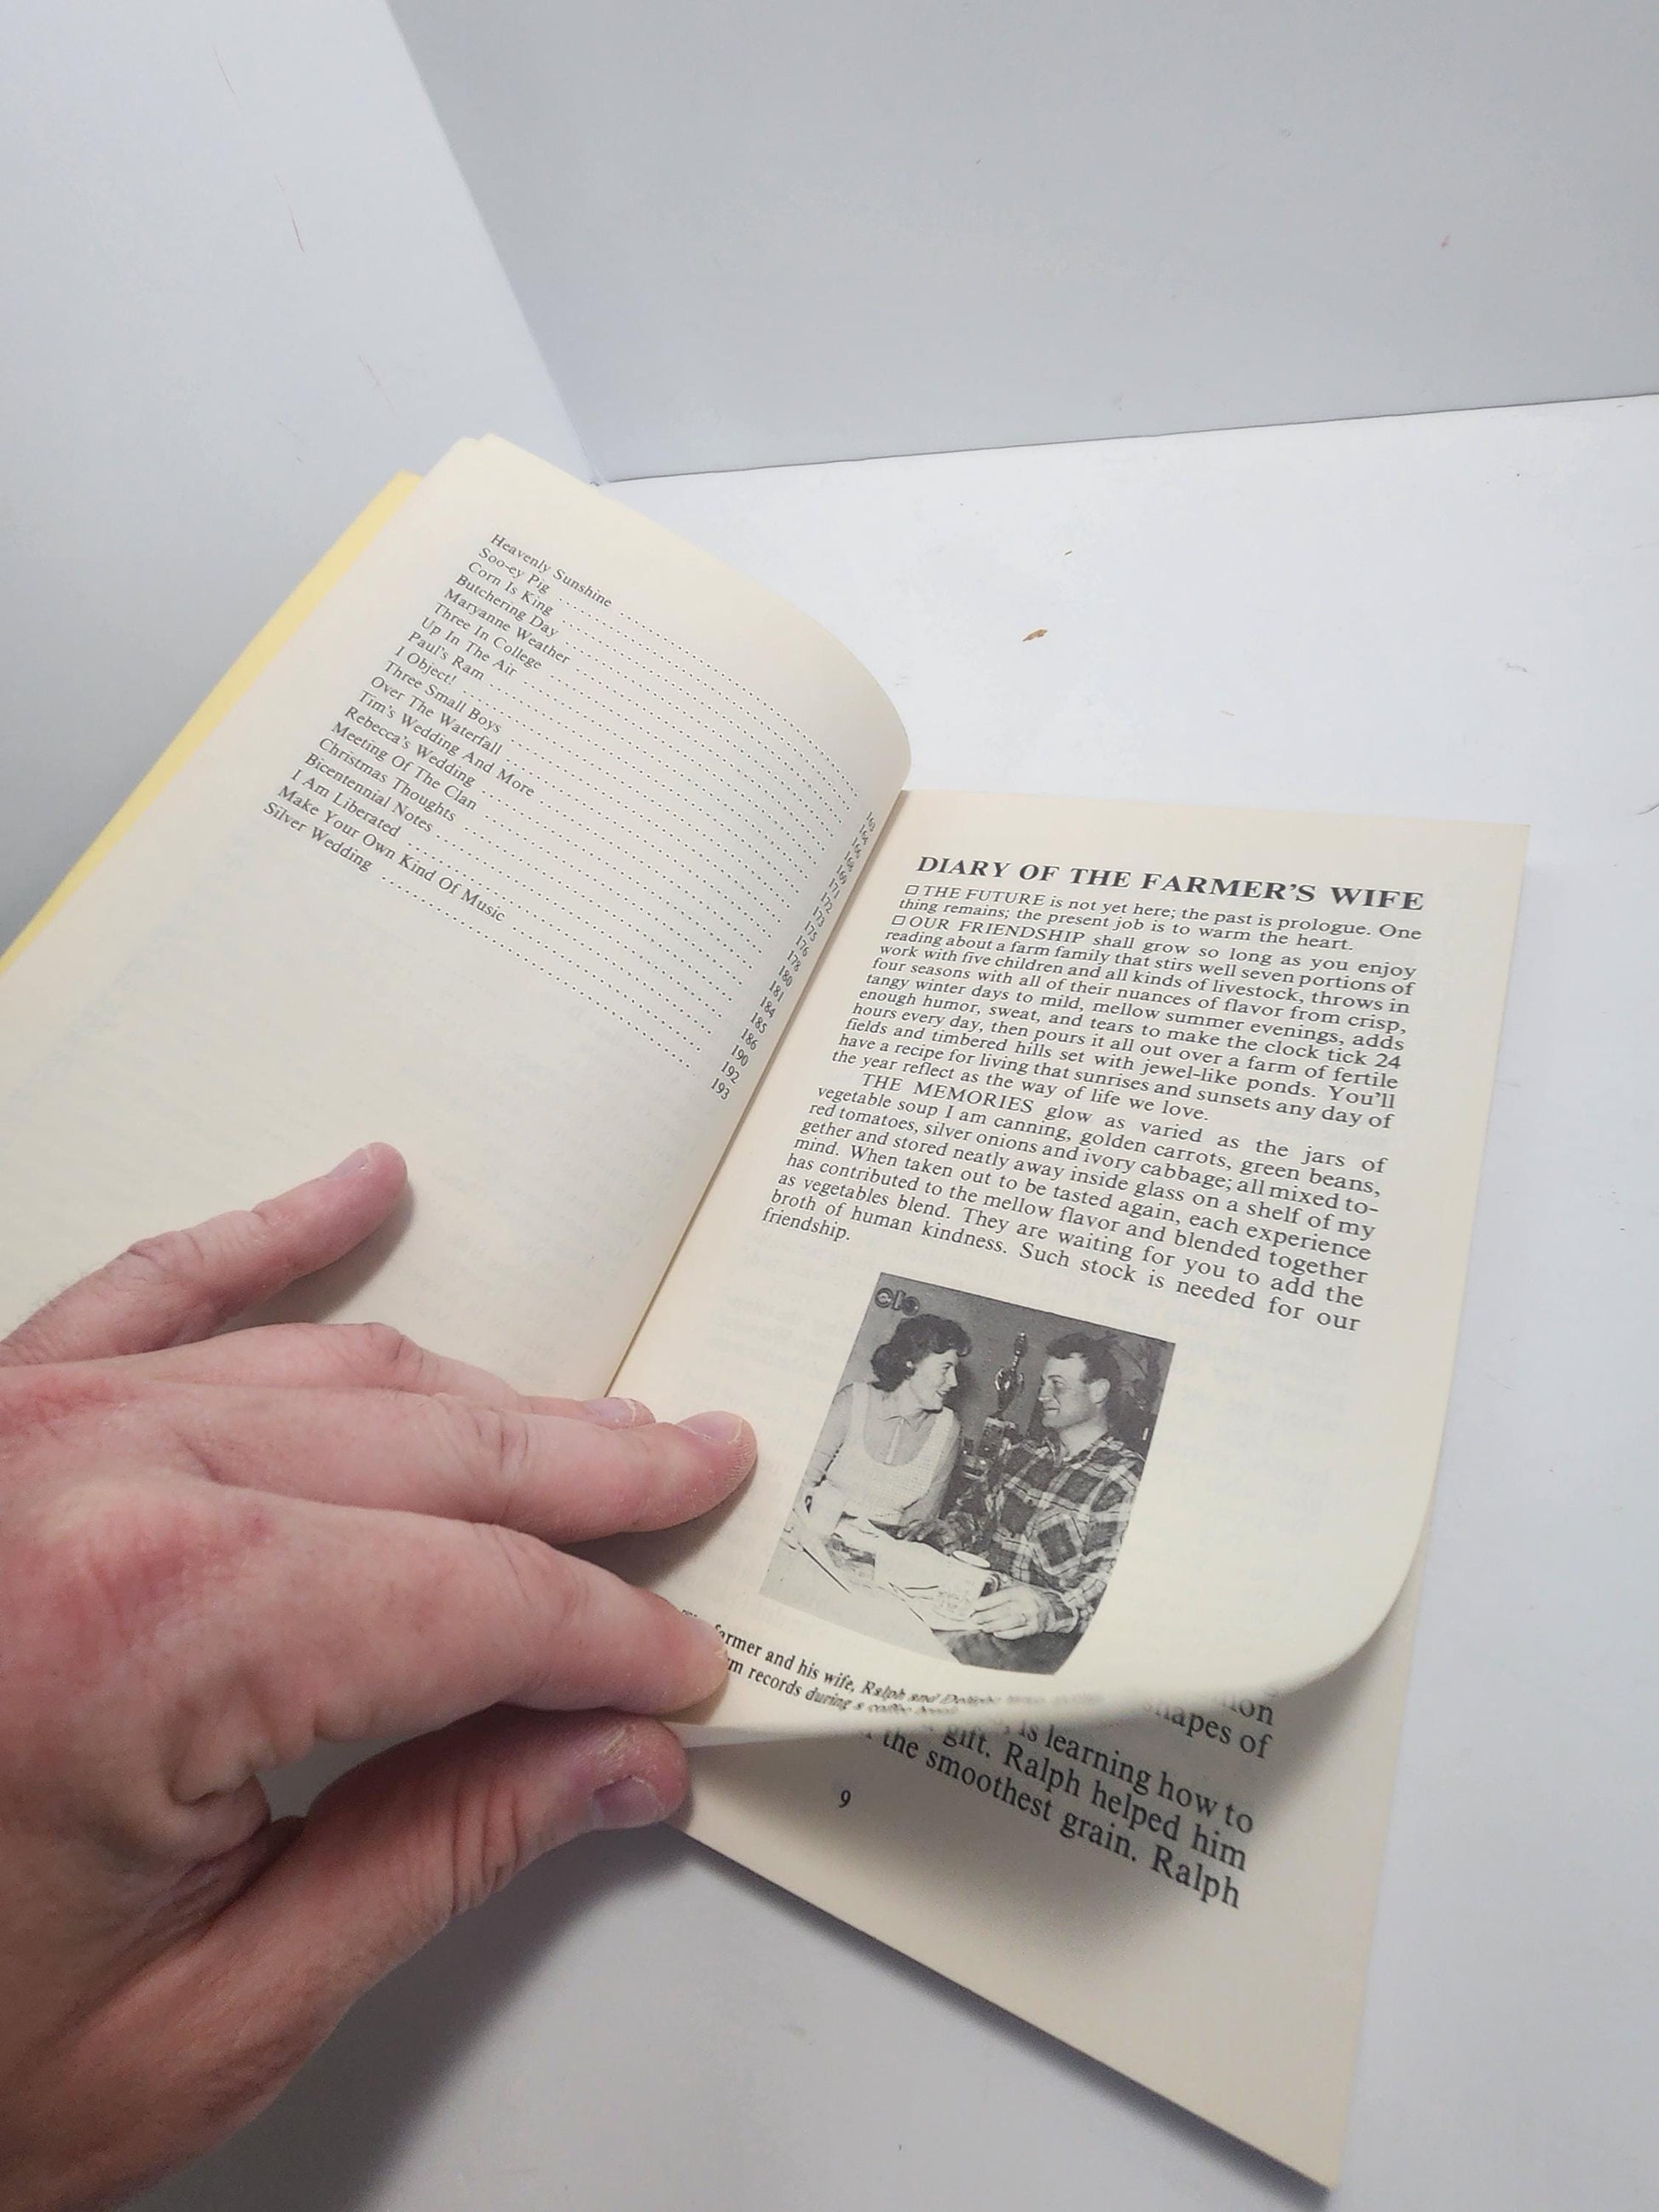 Heavenly Sunshine ........ 163
Soo-ey Pig ........ 164
Corn Is King ........ 166
Butchering Day ........ 168
Maryanne Weather ........ 169
Three In College ........ 171
Up In The Air ........ 172
Paul's Ram ........ 173
I Object! ........ 175
Three Small Boys ........ 176
Over The Waterfall ........ 178
Tim's Wedding And More ........ 180
Rebecca's Wedding ........ 181
Meeting Of The Clan ........ 184
Christmas Thoughts ........ 185
Bicentennial Notes ........ 186
I Am Liberated ........ 190
Make Your Own Kind Of Music ........ 192
Silver Wedding ........ 193
DIARY OF THE FARMER'S WIFE
□ THE FUTURE is not yet here; the past is prologue. One
thing remains; the present job is to warm the heart.
□ OUR FRIENDSHIP shall grow so long as you enjoy
reading about a farm family that stirs well seven portions of
work with five children and all kinds of livestock, throws in
four seasons with all of their nuances of flavor from crisp,
tangy winter days to mild, mellow summer evenings, adds
enough humor, sweat, and tears to make the clock tick 24
hours every day, then pours it all out over a farm of fertile
fields and timbered hills set with jewel-like ponds. You'll
have a recipe for living that sunrises and sunsets any day of
the year reflect as the way of life we love.
THE MEMORIES glow as varied as the jars of
vegetable soup I am canning, golden carrots, green beans,
red tomatoes, silver onions and ivory cabbage; all mixed to-
gether and stored neatly away inside glass on a shelf of my
mind. When taken out to be tasted again, each experience
has contributed to the mellow flavor and blended together
as vegetables blend. They are waiting for you to add the
broth of human kindness. Such stock is needed for our
friendship.
farmer and his wife, Ralph and
records during a coffee
shapes of
is learning how to
gift. Ralph helped him
the smoothest grain. Ralph
9